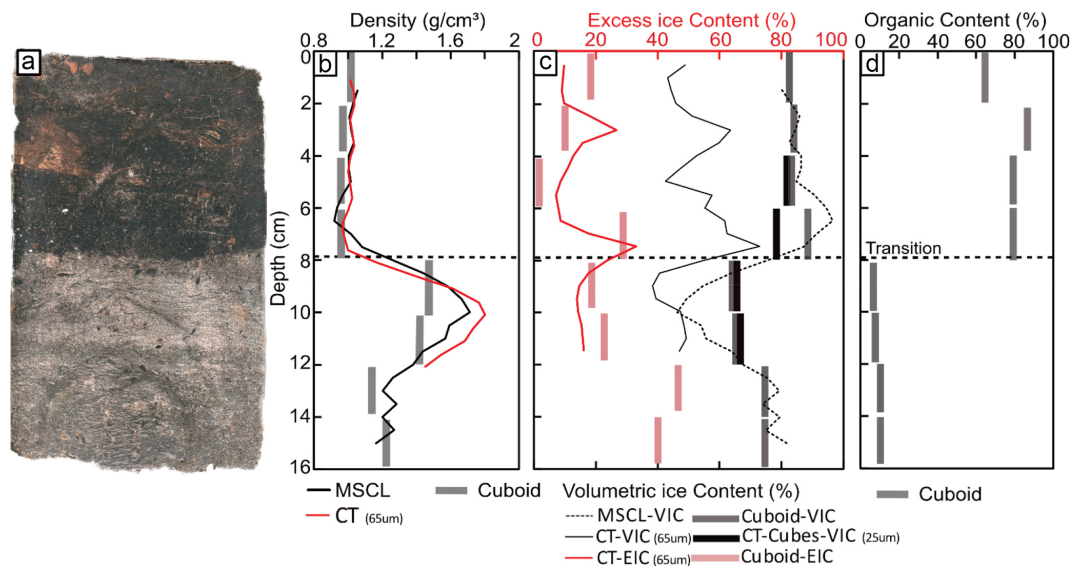 Density (g/cm³)
Excess ice Content (%)
Organic Content (%)
0.8 1.2 1.6 2
0 20 40 60 80 100
0 20 40 60 80 100
a
b
c
d
0
2
4
6
8
10
12
14
16
Depth (cm)
Transition
MSCL
Cuboid
CT (65um)
Volumetric ice Content (%)
MSCL-VIC
Cuboid-VIC
CT-VIC (65um)
CT-Cubes-VIC (25um)
CT-EIC (65um)
Cuboid-EIC
Cuboid